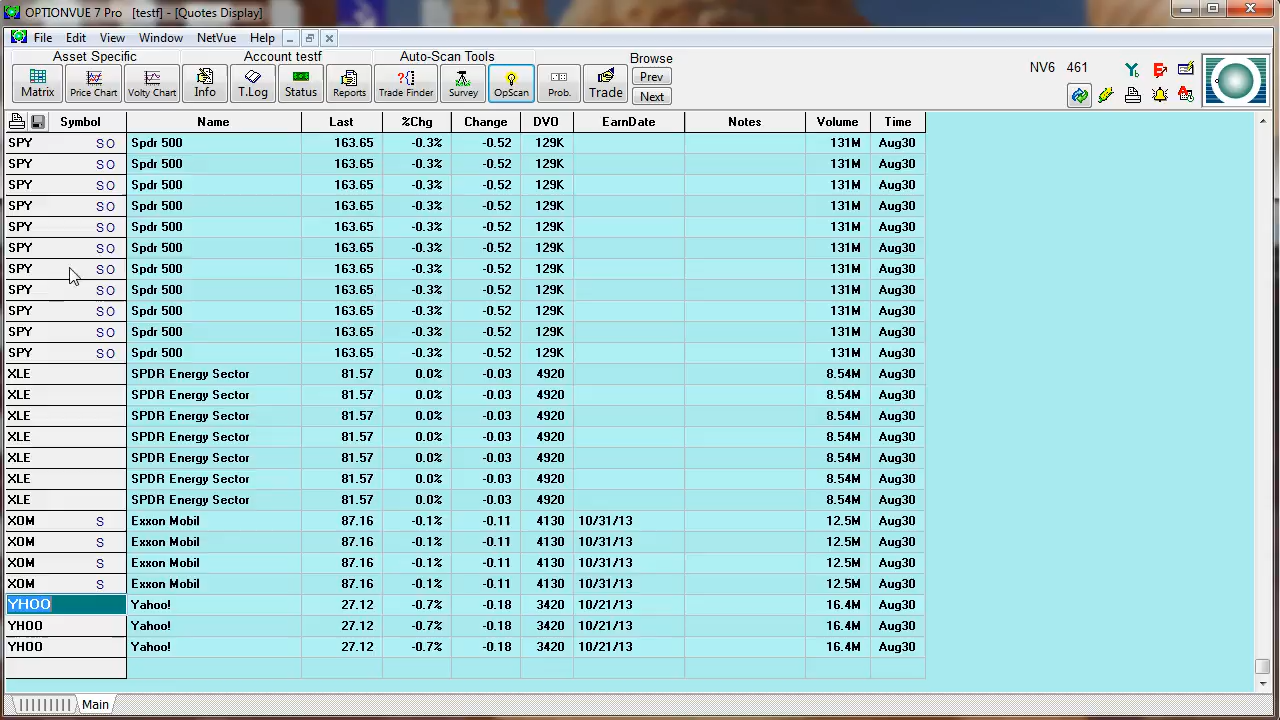 OPTIONVUE 7 Pro [testf] - [Quotes Display]
File Edit View Window NetVue Help
Asset Specific Account testf Auto-Scan Tools Browse
Matrix Price Chart Volty Chart Info T.Log Status Reports Trade Finder Survey OpScan Prob. Trade Prev Next NV6 461
Symbol Name Last %Chg Change DVO EarnDate Notes Volume Time
SPY S O Spdr 500 163.65 -0.3% -0.52 129K 131M Aug30
SPY S O Spdr 500 163.65 -0.3% -0.52 129K 131M Aug30
SPY S O Spdr 500 163.65 -0.3% -0.52 129K 131M Aug30
SPY S O Spdr 500 163.65 -0.3% -0.52 129K 131M Aug30
SPY S O Spdr 500 163.65 -0.3% -0.52 129K 131M Aug30
SPY S O Spdr 500 163.65 -0.3% -0.52 129K 131M Aug30
SPY S O Spdr 500 163.65 -0.3% -0.52 129K 131M Aug30
SPY S O Spdr 500 163.65 -0.3% -0.52 129K 131M Aug30
SPY S O Spdr 500 163.65 -0.3% -0.52 129K 131M Aug30
SPY S O Spdr 500 163.65 -0.3% -0.52 129K 131M Aug30
SPY S O Spdr 500 163.65 -0.3% -0.52 129K 131M Aug30
XLE SPDR Energy Sector 81.57 0.0% -0.03 4920 8.54M Aug30
XLE SPDR Energy Sector 81.57 0.0% -0.03 4920 8.54M Aug30
XLE SPDR Energy Sector 81.57 0.0% -0.03 4920 8.54M Aug30
XLE SPDR Energy Sector 81.57 0.0% -0.03 4920 8.54M Aug30
XLE SPDR Energy Sector 81.57 0.0% -0.03 4920 8.54M Aug30
XLE SPDR Energy Sector 81.57 0.0% -0.03 4920 8.54M Aug30
XLE SPDR Energy Sector 81.57 0.0% -0.03 4920 8.54M Aug30
XOM S Exxon Mobil 87.16 -0.1% -0.11 4130 10/31/13 12.5M Aug30
XOM S Exxon Mobil 87.16 -0.1% -0.11 4130 10/31/13 12.5M Aug30
XOM S Exxon Mobil 87.16 -0.1% -0.11 4130 10/31/13 12.5M Aug30
XOM S Exxon Mobil 87.16 -0.1% -0.11 4130 10/31/13 12.5M Aug30
YHOO Yahoo! 27.12 -0.7% -0.18 3420 10/21/13 16.4M Aug30
YHOO Yahoo! 27.12 -0.7% -0.18 3420 10/21/13 16.4M Aug30
YHOO Yahoo! 27.12 -0.7% -0.18 3420 10/21/13 16.4M Aug30
Main